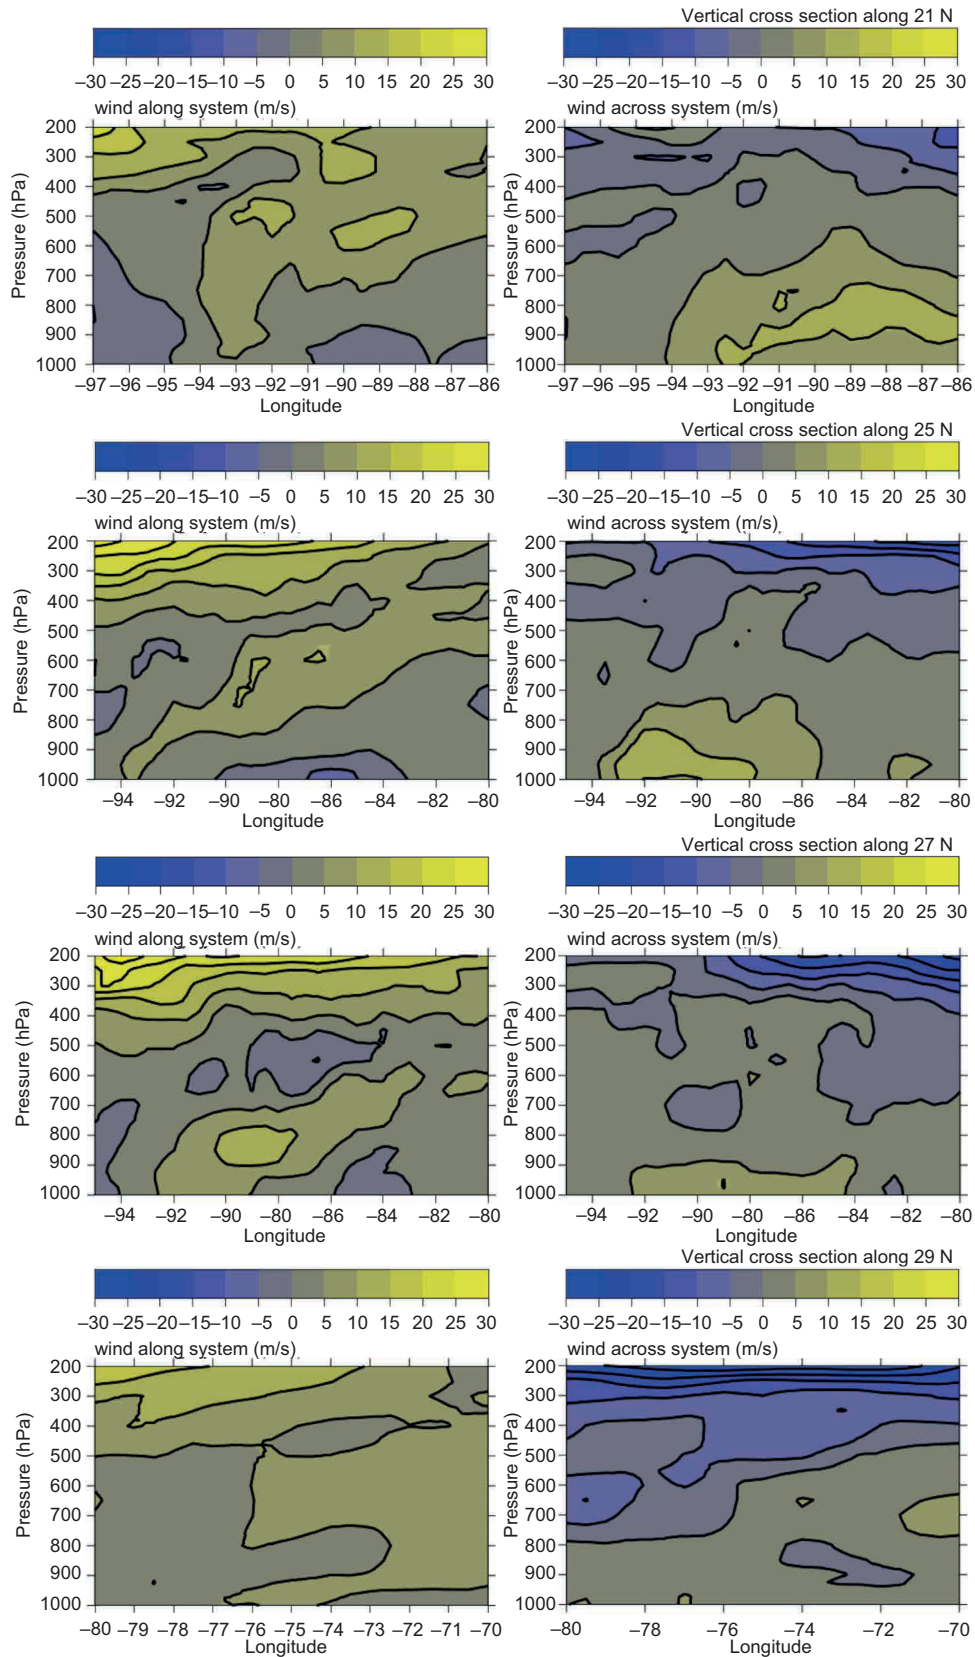 Vertical cross section along 21 N
–30 –25 –20 –15 –10 –5 0 5 10 15 20 25 30
–30 –25 –20 –15 –10 –5 0 5 10 15 20 25 30
wind along system (m/s)
wind across system (m/s)
Pressure (hPa)
200
300
400
500
600
700
800
900
1000
Pressure (hPa)
200
300
400
500
600
700
800
900
1000
–97 –96 –95 –94 –93 –92 –91 –90 –89 –88 –87 86
–97 –96 –95 –94 –93 –92 –91 –90 –89 –88 –87 86
Longitude
Longitude
Vertical cross section along 25 N
–30 –25 –20 –15 –10 –5 0 5 10 15 20 25 30
–30 –25 –20 –15 –10 –5 0 5 10 15 20 25 30
wind along system (m/s)
wind across system (m/s)
Pressure (hPa)
200
300
400
500
600
700
800
900
1000
Pressure (hPa)
200
300
400
500
600
700
800
900
1000
–94 –92 –90 –88 –86 –84 –82 –80
–94 –92 –90 –88 –86 –84 –82 –80
Longitude
Longitude
Vertical cross section along 27 N
–30 –25 –20 –15 –10 –5 0 5 10 15 20 25 30
–30 –25 –20 –15 –10 –5 0 5 10 15 20 25 30
wind along system (m/s)
wind across system (m/s)
Pressure (hPa)
200
300
400
500
600
700
800
900
1000
Pressure (hPa)
200
300
400
500
600
700
800
900
1000
–94 –92 –90 –88 –86 –84 –82 –80
–94 –92 –90 –88 –86 –84 –82 –80
Longitude
Longitude
Vertical cross section along 29 N
–30 –25 –20 –15 –10 –5 0 5 10 15 20 25 30
–30 –25 –20 –15 –10 –5 0 5 10 15 20 25 30
wind along system (m/s)
wind across system (m/s)
Pressure (hPa)
200
300
400
500
600
700
800
900
1000
Pressure (hPa)
200
300
400
500
600
700
800
900
1000
–80 –79 –78 –77 –76 –75 –74 –73 –72 –71 –70
–80 –78 –76 –74 –72 –70
Longitude
Longitude